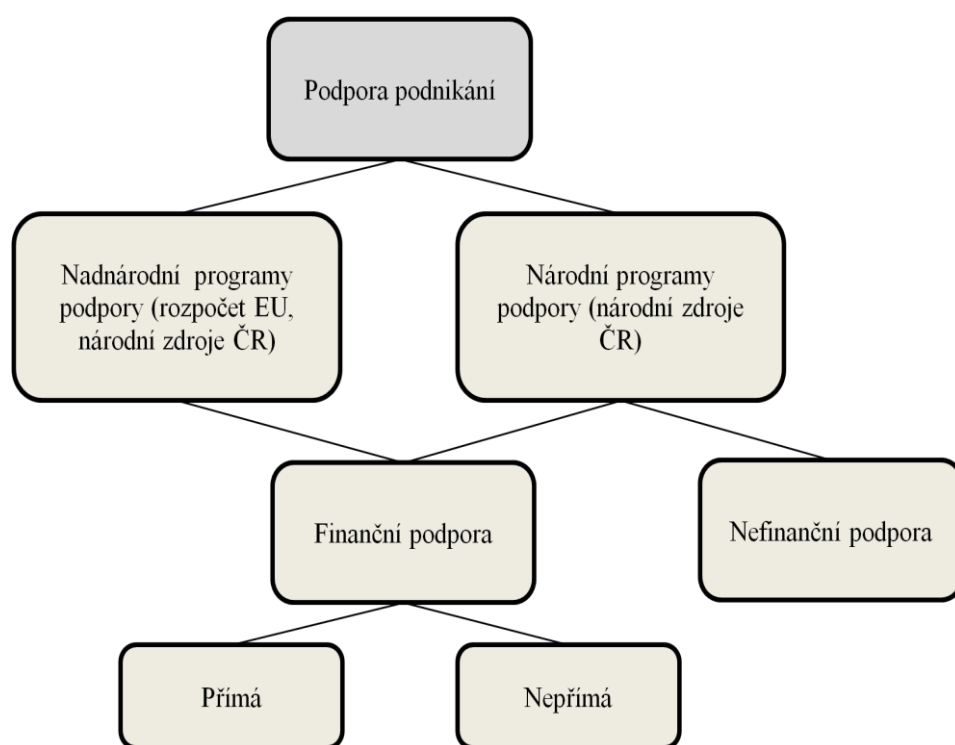 Podpora podnikání
Nadnárodní programy
podpory (rozpočet EU,
národní zdroje ČR)
Národní programy
podpory (národní zdroje
ČR)
Finanční podpora
Nefinanční podpora
Přímá
Nepřímá